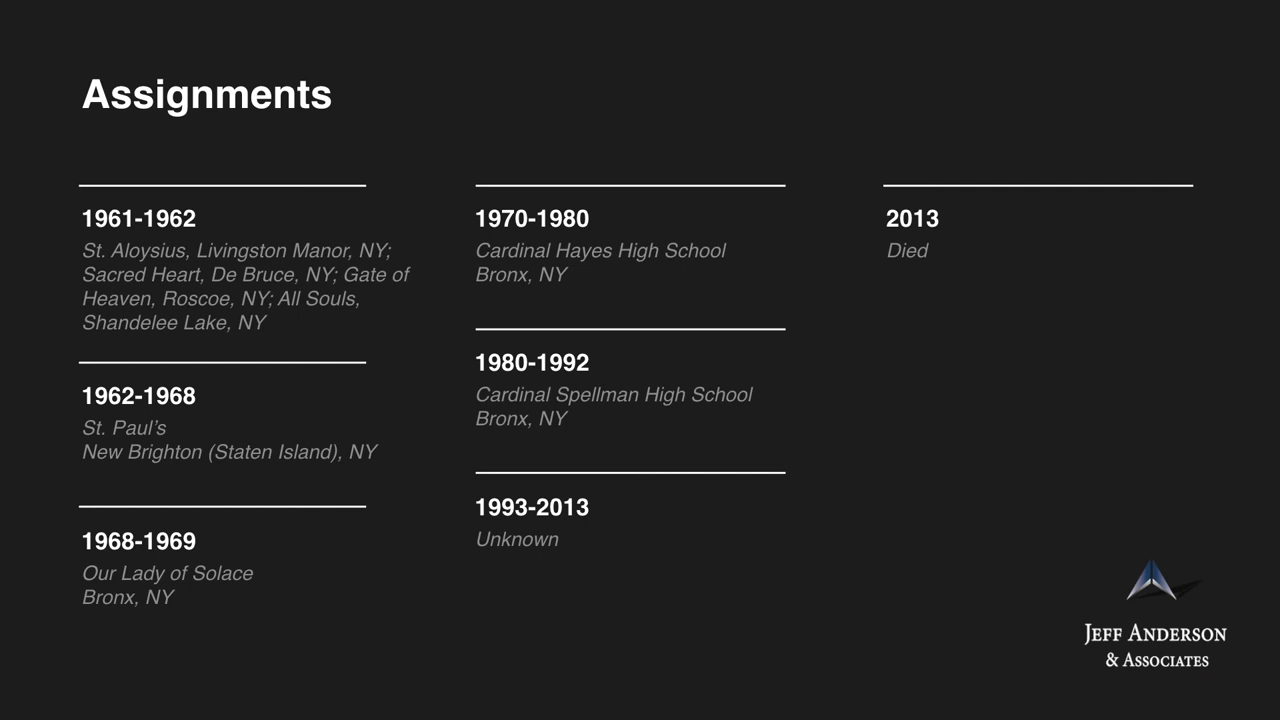 Assignments
1961-1962
St. Aloysius, Livingston Manor, NY;
Sacred Heart, De Bruce, NY; Gate of
Heaven, Roscoe, NY; All Souls,
Shandelee Lake, NY
1962-1968
St. Paul’s
New Brighton (Staten Island), NY
1968-1969
Our Lady of Solace
Bronx, NY
1970-1980
Cardinal Hayes High School
Bronx, NY
1980-1992
Cardinal Spellman High School
Bronx, NY
1993-2013
Unknown
2013
Died
Jeff Anderson
& Associates